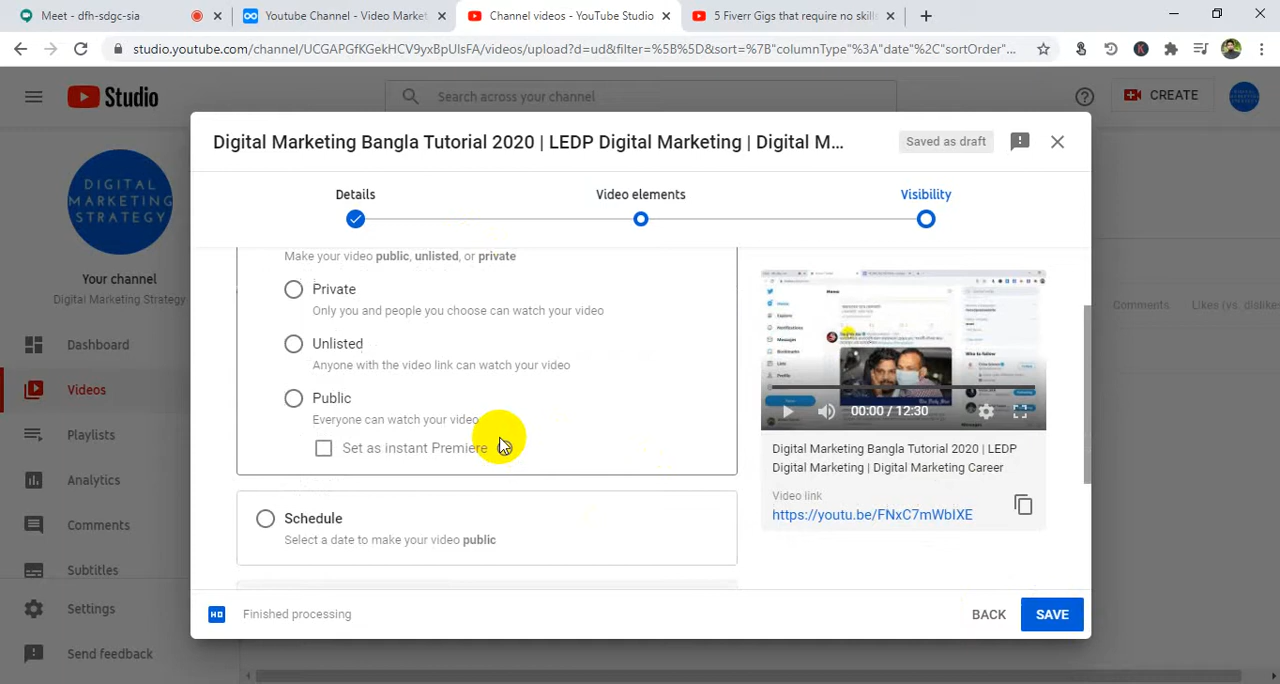 Meet - dfh-sdgc-sia
Youtube Channel - Video Market
Channel videos - YouTube Studio
5 Fiverr Gigs that require no skill
studio.youtube.com/channel/UCGAPGfKGekHCV9yxBpUIsFA/videos/upload?d=ud&filter=%5B%5D&sort=%7B"columnType"%3A"date"%2C"sortOrder"...
Studio
Search across your channel
CREATE
DIGITAL
MARKETING
STRATEGY
Your channel
Digital Marketing Strategy
Dashboard
Videos
Playlists
Analytics
Comments
Subtitles
Settings
Send feedback
Digital Marketing Bangla Tutorial 2020 | LEDP Digital Marketing | Digital M...
Saved as draft
Details
Video elements
Visibility
Make your video public, unlisted, or private
Private
Only you and people you choose can watch your video
Unlisted
Anyone with the video link can watch your video
Public
Everyone can watch your video
Set as instant Premiere
Schedule
Select a date to make your video public
00:00 / 12:30
Digital Marketing Bangla Tutorial 2020 | LEDP
Digital Marketing | Digital Marketing Career
Video link
https://youtu.be/FNxC7mWbIXE
HD
Finished processing
BACK
SAVE
Comments
Likes (vs. dislikes